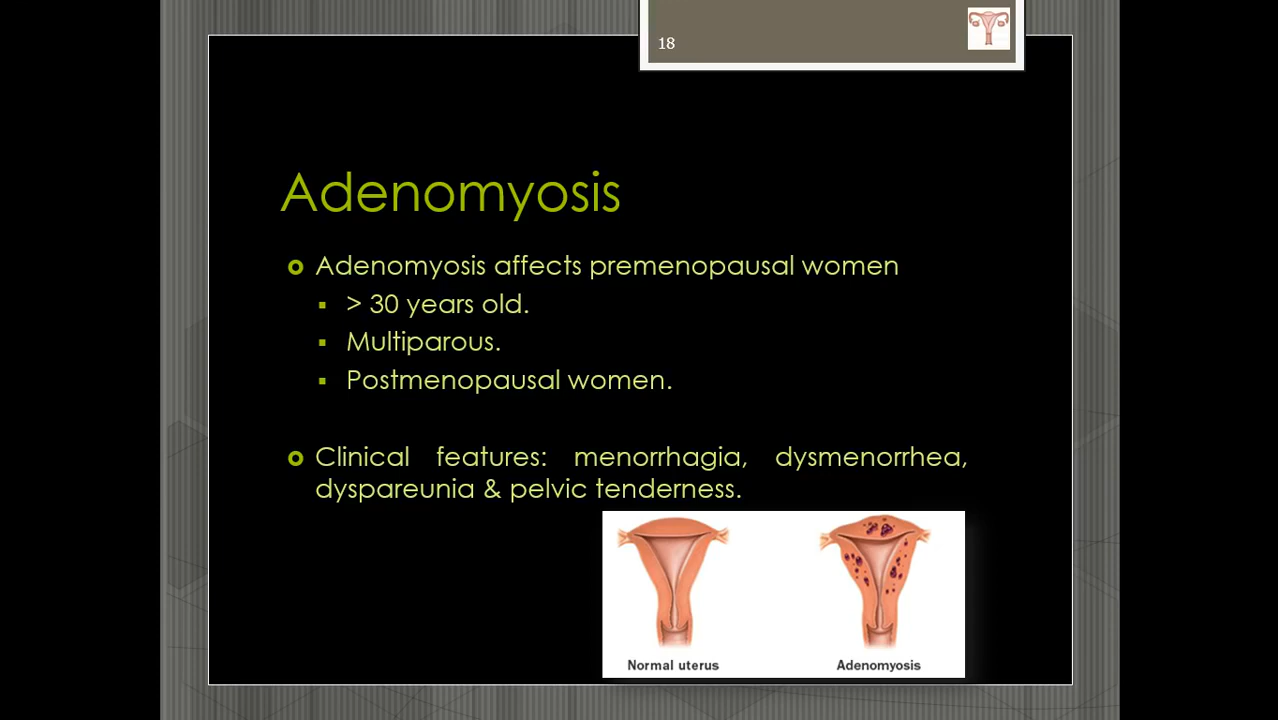 18
Adenomyosis
Adenomyosis affects premenopausal women
> 30 years old.
Multiparous.
Postmenopausal women.
Clinical features: menorrhagia, dysmenorrhea,
dyspareunia & pelvic tenderness.
Normal uterus
Adenomyosis